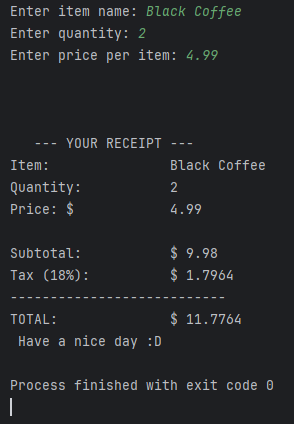 Enter item name: Black Coffee
Enter quantity: 2
Enter price per item: 4.99
--- YOUR RECEIPT ---
Item: Black Coffee
Quantity: 2
Price: $ 4.99
Subtotal: $ 9.98
Tax (18%): $ 1.7964
---------------------------
TOTAL: $ 11.7764
Have a nice day :D
Process finished with exit code 0